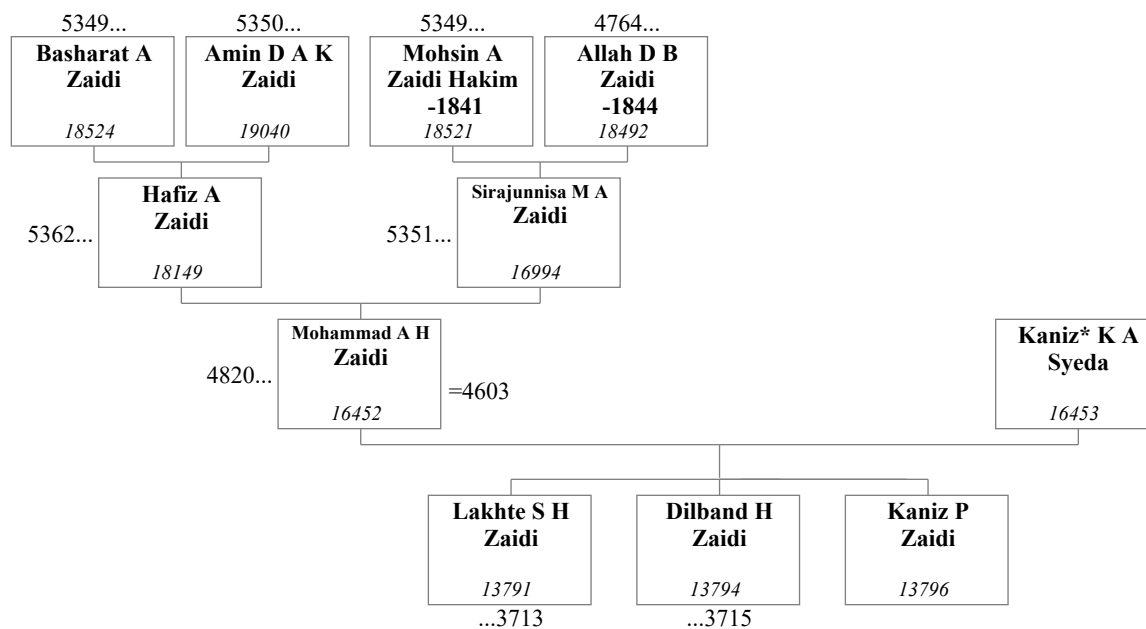 5349...
5350...
5349...
4764...
Basharat A
Zaidi
18524
Amin D A K
Zaidi
19040
Mohsin A
Zaidi Hakim
-1841
18521
Allah D B
Zaidi
-1844
18492
5362...
Hafiz A
Zaidi
18149
5351...
Sirajunnisa M A
Zaidi
16994
4820...
Mohammad A H
Zaidi
16452
=4603
Kaniz* K A
Syeda
16453
Lakhte S H
Zaidi
13791
...3713
Dilband H
Zaidi
13794
...3715
Kaniz P
Zaidi
13796